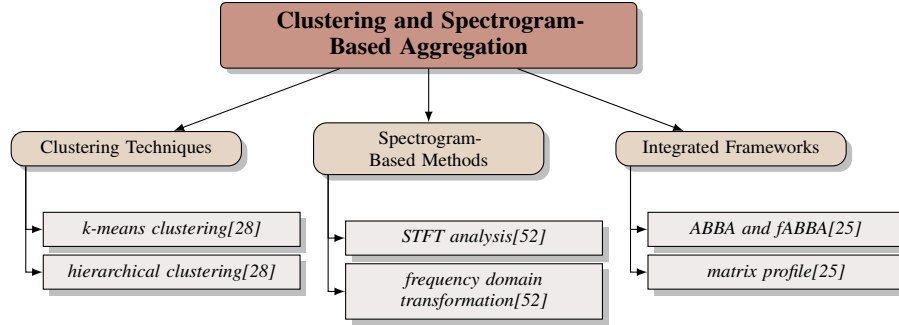 Clustering and Spectrogram-
Based Aggregation
Clustering Techniques
k-means clustering[28]
hierarchical clustering[28]
Spectrogram-
Based Methods
STFT analysis[52]
frequency domain
transformation[52]
Integrated Frameworks
ABBA and fABBA[25]
matrix profile[25]